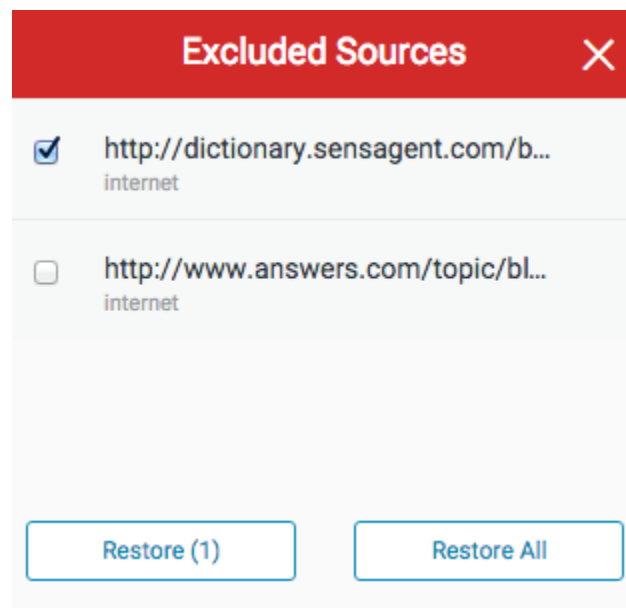 Excluded Sources
http://dictionary.sensagent.com/b...
internet
http://www.answers.com/topic/bl...
internet
Restore (1)
Restore All